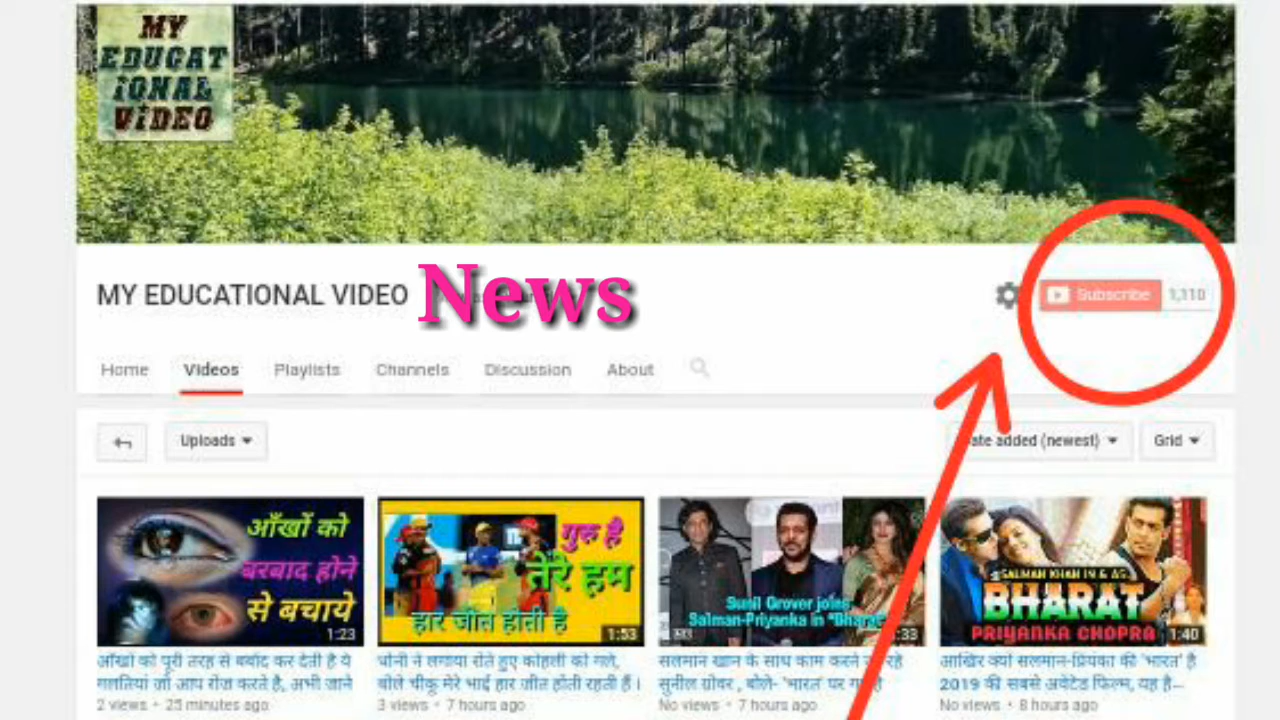 MY
EDUCAT
IONAL
VIDEO
MY EDUCATIONAL VIDEO News
Subscribe 1,110
Home Videos Playlists Channels Discussion About
Uploads
added (newest) Grid
आँखों को
बरबाद होने
से बचाये
1:23
गुरु है
तेरे हम
हार जीत होती है
1:53
Sunil Grover joins
Salman-Priyanka in "Bharat"
:33
SALMAN KHAN IN & AS
BHARAT
PRIYANKA CHOPRA
1:40
आँखों को पूरी तरह से बर्बाद कर देती है ये
गलतियां जो आप रोज करते है, अभी जाने
2 views • 25 minutes ago
धोनी ने लगाया रोते हुए कोहली को गले,
बोले चीकू मेरे भाई हार जीत होती रहती हैं।
3 views • 7 hours ago
सलमान खान के साथ काम करने जा रहे
सुनील ग्रोवर , बोले- 'भारत' पर
No views • 7 hours ago
आखिर क्यों सलमान-प्रियंका की 'भारत' है
2019 की सबसे अवेटेड फिल्म, यह है—
No views • 8 hours ago